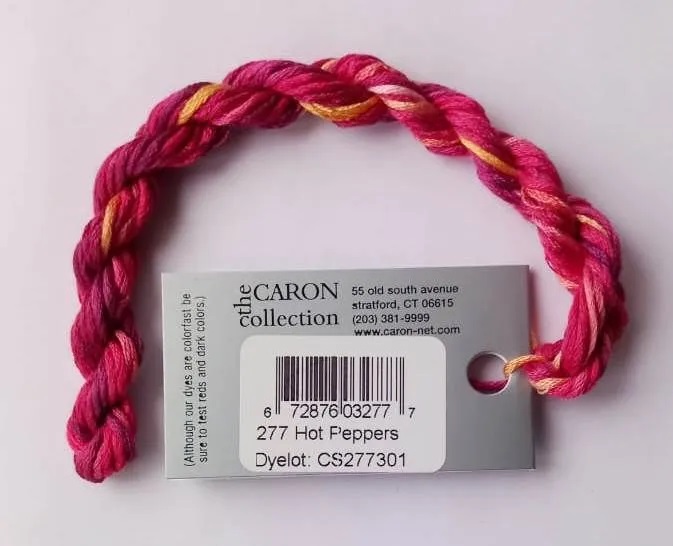 the CARON
collection
55 old south avenue
stratford, CT 06615
(203) 381-9999
www.caron-net.com
(Although our dyes are colorfast be
sure to test reds and dark colors.)
6 72876 03277 7
277 Hot Peppers
Dyelot: CS277301